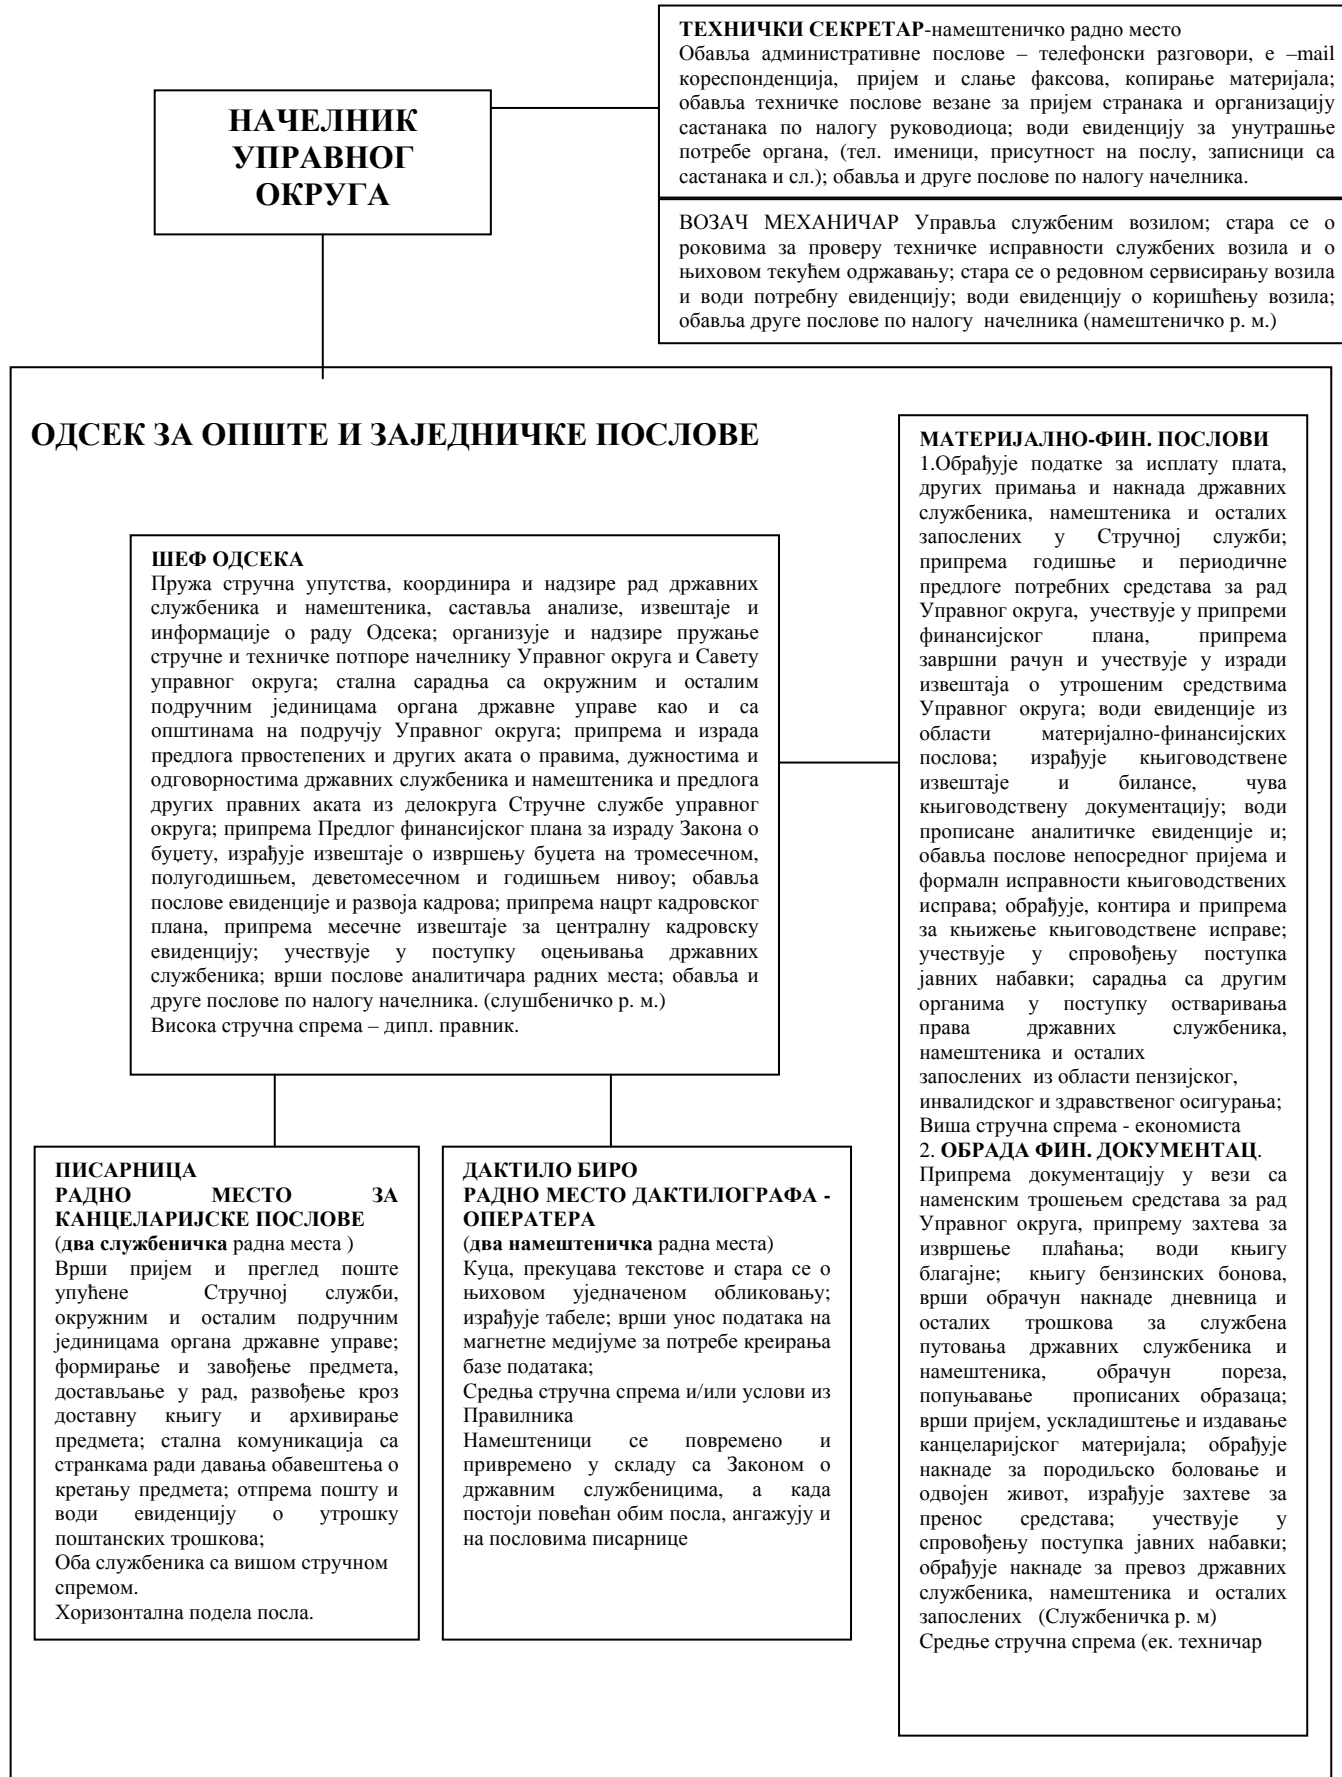 ТЕХНИЧКИ СЕКРЕТАР-намештеничко радно место
Обавља административне послове – телефонски разговори, е –mail
кореспонденција, пријем и слање факсова, копирање материјала;
обавља техничке послове везане за пријем странака и организацију
састанака по налогу руководиоца; води евиденцију за унутрашње
потребе органа, (тел. именици, присутност на послу, записници са
састанака и сл.); обавља и друге послове по налогу начелника.
НАЧЕЛНИК
УПРАВНОГ
ОКРУГА
ВОЗАЧ МЕХАНИЧАР Управља службеним возилом; стара се о
роковима за проверу техничке исправности службених возила и о
њиховом текућем одржавању; стара се о редовном сервисирању возила
и води потребну евиденцију; води евиденцију о коришћењу возила;
обавља друге послове по налогу начелника (намештеничко р. м.)
ОДСЕК ЗА ОПШТЕ И ЗАЈЕДНИЧКЕ ПОСЛОВЕ
ШЕФ ОДСЕКА
Пружа стручна упутства, координира и надзире рад државних
службеника и намештеника, саставља анализе, извештаје и
информације о раду Одсека; организује и надзире пружање
стручне и техничке потпоре начелнику Управног округа и Савету
управног округа; стална сарадња са окружним и осталим
подручним јединицама органа државне управе као и са
општинама на подручју Управног округа; припрема и израда
предлога првостепених и других аката о правима, дужностима и
одговорностима државних службеника и намештеника и предлога
других правних аката из делокруга Стручне службе управног
округа; припрема Предлог финансијског плана за израду Закона о
буџету, израђује извештаје о извршењу буџета на тромесечном,
полугодишњем, деветомесечном и годишњем нивоу; обавља
послове евиденције и развоја кадрова; припрема нацрт кадровског
плана, припрема месечне извештаје за централну кадровску
евиденцију; учествује у поступку оцењивања државних
службеника; врши послове аналитичара радних места; обавља и
друге послове по налогу начелника. (слушбеничко р. м.)
Висока стручна спрема – дипл. правник.
МАТЕРИЈАЛНО-ФИН. ПОСЛОВИ
1.Обрађује податке за исплату плата,
других примања и накнада државних
службеника, намештеника и осталих
запослених у Стручној служби;
припрема годишње и периодичне
предлоге потребних средстава за рад
Управног округа, учествује у припреми
финансијског плана, припрема
завршни рачун и учествује у изради
извештаја о утрошеним средствима
Управног округа; води евиденције из
области материјално-финансијских
послова; израђује књиговодствене
извештаје и билансе, чува
књиговодствену документацију; води
прописане аналитичке евиденције и;
обавља послове непосредног пријема и
формалн исправности књиговодствених
исправа; обрађује, контира и припрема
за књижење књиговодствене исправе;
учествује у спровођењу поступка
јавних набавки; сарадња са другим
органима у поступку остваривања
права државних службеника,
намештеника и осталих
запослених из области пензијског,
инвалидског и здравственог осигурања;
Виша стручна спрема - економиста
2. ОБРАДА ФИН. ДОКУМЕНТАЦ.
Припрема документацију у вези са
наменским трошењем средстава за рад
Управног округа, припрему захтева за
извршење плаћања; води књигу
благајне; књигу бензинских бонова,
врши обрачун накнаде дневница и
осталих трошкова за службена
путовања државних службеника и
намештеника, обрачун пореза,
попуњавање прописаних образаца;
врши пријем, ускладиштење и издавање
канцеларијског материјала; обрађује
накнаде за породиљско боловање и
одвојен живот, израђује захтеве за
пренос средстава; учествује у
спровођењу поступка јавних набавки;
обрађује накнаде за превоз државних
службеника, намештеника и осталих
запослених (Службеничка р. м)
Средње стручна спрема (ек. техничар
ПИСАРНИЦА
РАДНО МЕСТО ЗА
КАНЦЕЛАРИЈСКЕ ПОСЛОВЕ
(два службеничка радна места )
Врши пријем и преглед поште
упућене Стручној служби,
окружним и осталим подручним
јединицама органа државне управе;
формирање и завођење предмета,
достављање у рад, развођење кроз
доставну књигу и архивирање
предмета; стална комуникација са
странкама ради давања обавештења о
кретању предмета; отпрема пошту и
води евиденцију о утрошку
поштанских трошкова;
Оба службеника са вишом стручном
спремом.
Хоризонтална подела посла.
ДАКТИЛО БИРО
РАДНО МЕСТО ДАКТИЛОГРАФА -
ОПЕРАТЕРА
(два намештеничка радна места)
Куца, прекуцава текстове и стара се о
њиховом уједначеном обликовању;
израђује табеле; врши унос података на
магнетне медијуме за потребе креирања
базе података;
Средња стручна спрема и/или услови из
Правилника
Намештеници се повремено и
привремено у складу са Законом о
државним службеницима, а када
постоји повећан обим посла, ангажују и
на пословима писарнице